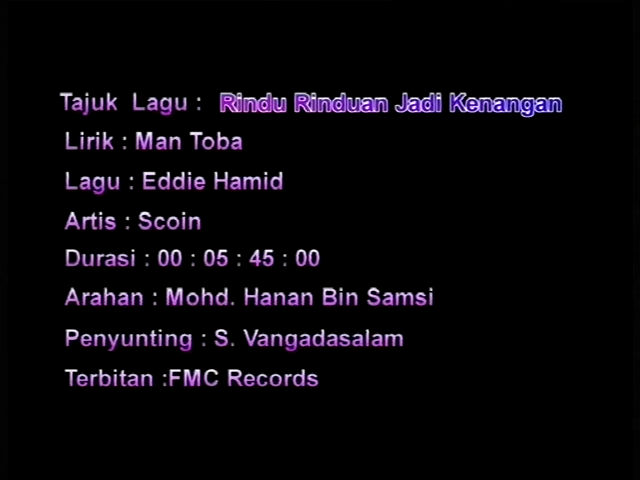 Tajuk Lagu : Rindu Rinduan Jadi Kenangan
Lirik : Man Toba
Lagu : Eddie Hamid
Artis : Scoin
Durasi : 00 : 05 : 45 : 00
Arahan : Mohd. Hanan Bin Samsi
Penyunting : S. Vangadasalam
Terbitan :FMC Records